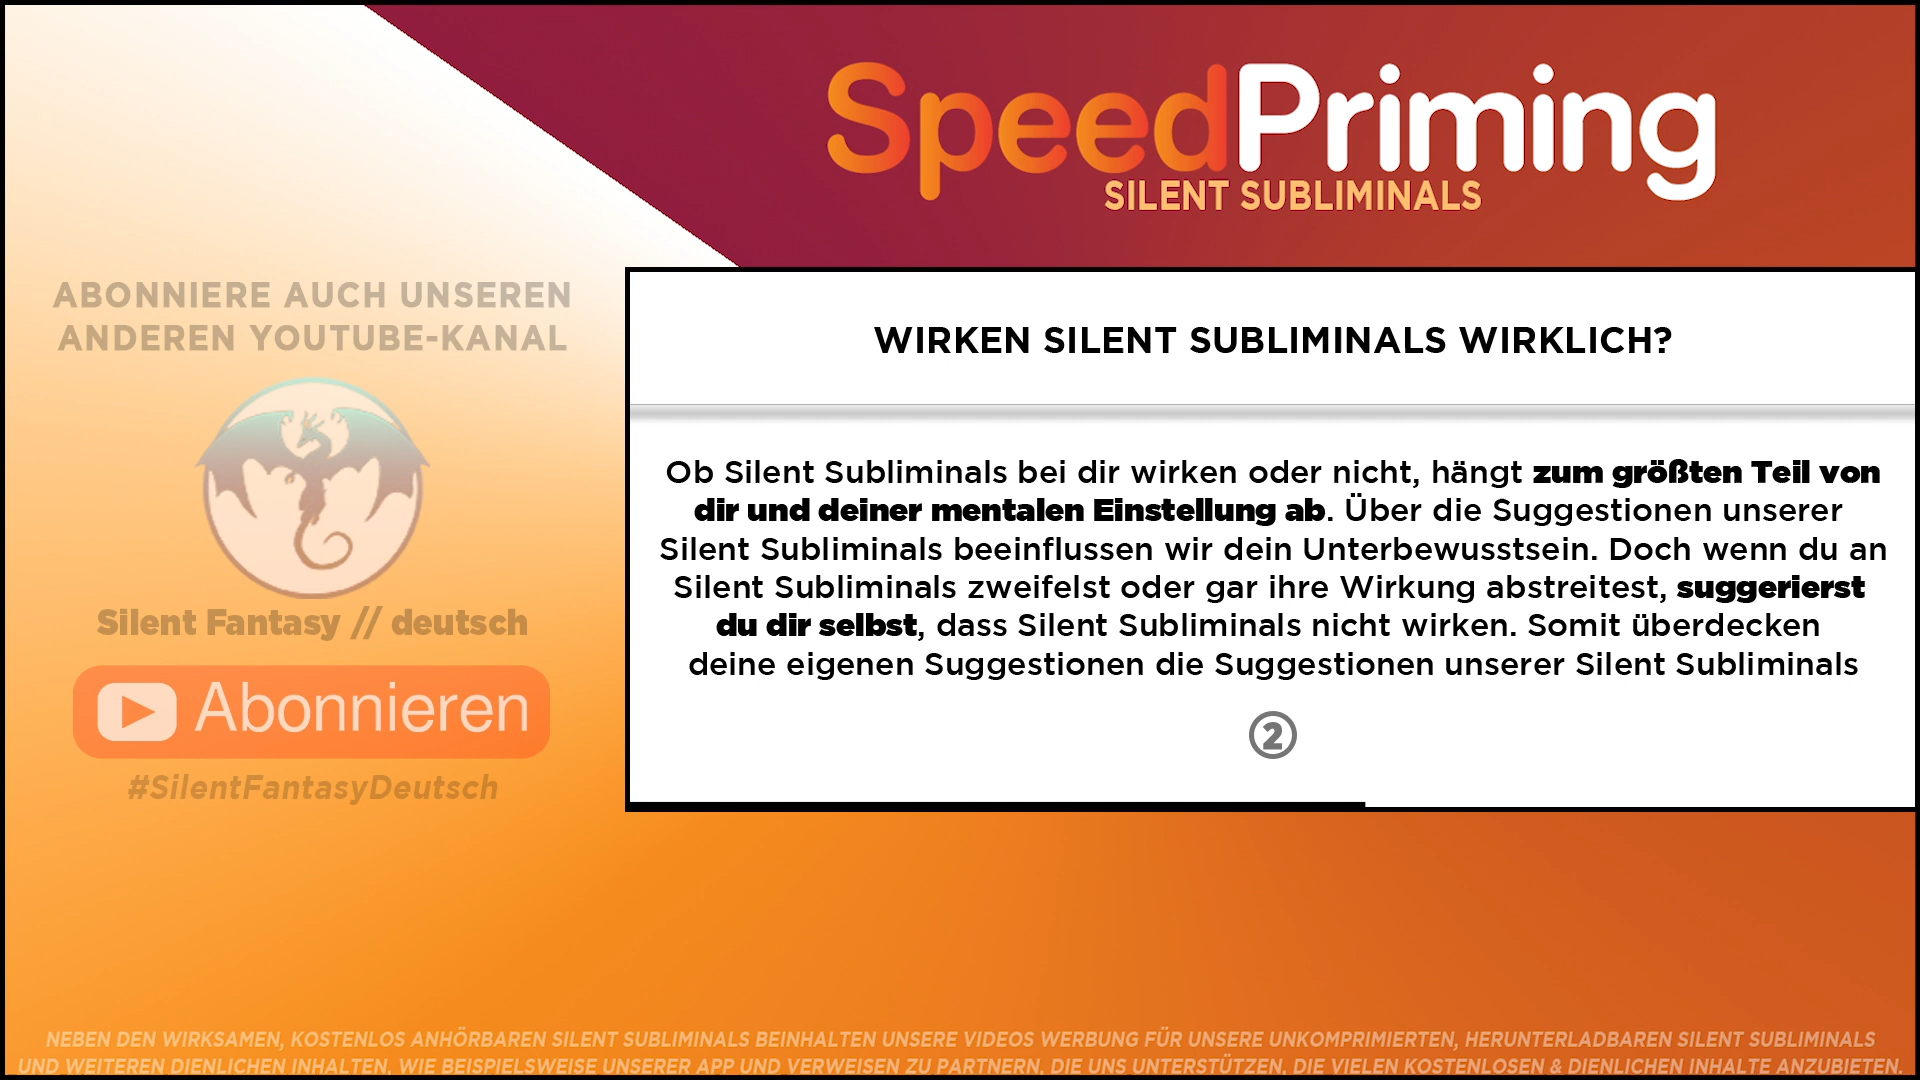 SpeedPriming
SILENT SUBLIMINALS
ABONNIERE AUCH UNSEREN
ANDEREN YOUTUBE-KANAL
Silent Fantasy // deutsch
Abonnieren
#SilentFantasyDeutsch
WIRKEN SILENT SUBLIMINALS WIRKLICH?
Ob Silent Subliminals bei dir wirken oder nicht, hängt zum größten Teil von
dir und deiner mentalen Einstellung ab. Über die Suggestionen unserer
Silent Subliminals beeinflussen wir dein Unterbewusstsein. Doch wenn du an
Silent Subliminals zweifelst oder gar ihre Wirkung abstreitest, suggerierst
du dir selbst, dass Silent Subliminals nicht wirken. Somit überdecken
deine eigenen Suggestionen die Suggestionen unserer Silent Subliminals
2
NEBEN DEN WIRKSAMEN, KOSTENLOS ANHÖRBAREN SILENT SUBLIMINALS BEINHALTEN UNSERE VIDEOS WERBUNG FÜR UNSERE UNKOMPRIMIERTEN, HERUNTERLADBAREN SILENT SUBLIMINALS
UND WEITEREN DIENLICHEN INHALTEN, WIE BEISPIELSWEISE UNSERER APP UND VERWEISEN ZU PARTNERN, DIE UNS UNTERSTÜTZEN, DIE VIELEN KOSTENLOSEN & DIENLICHEN INHALTE ANZUBIETEN.